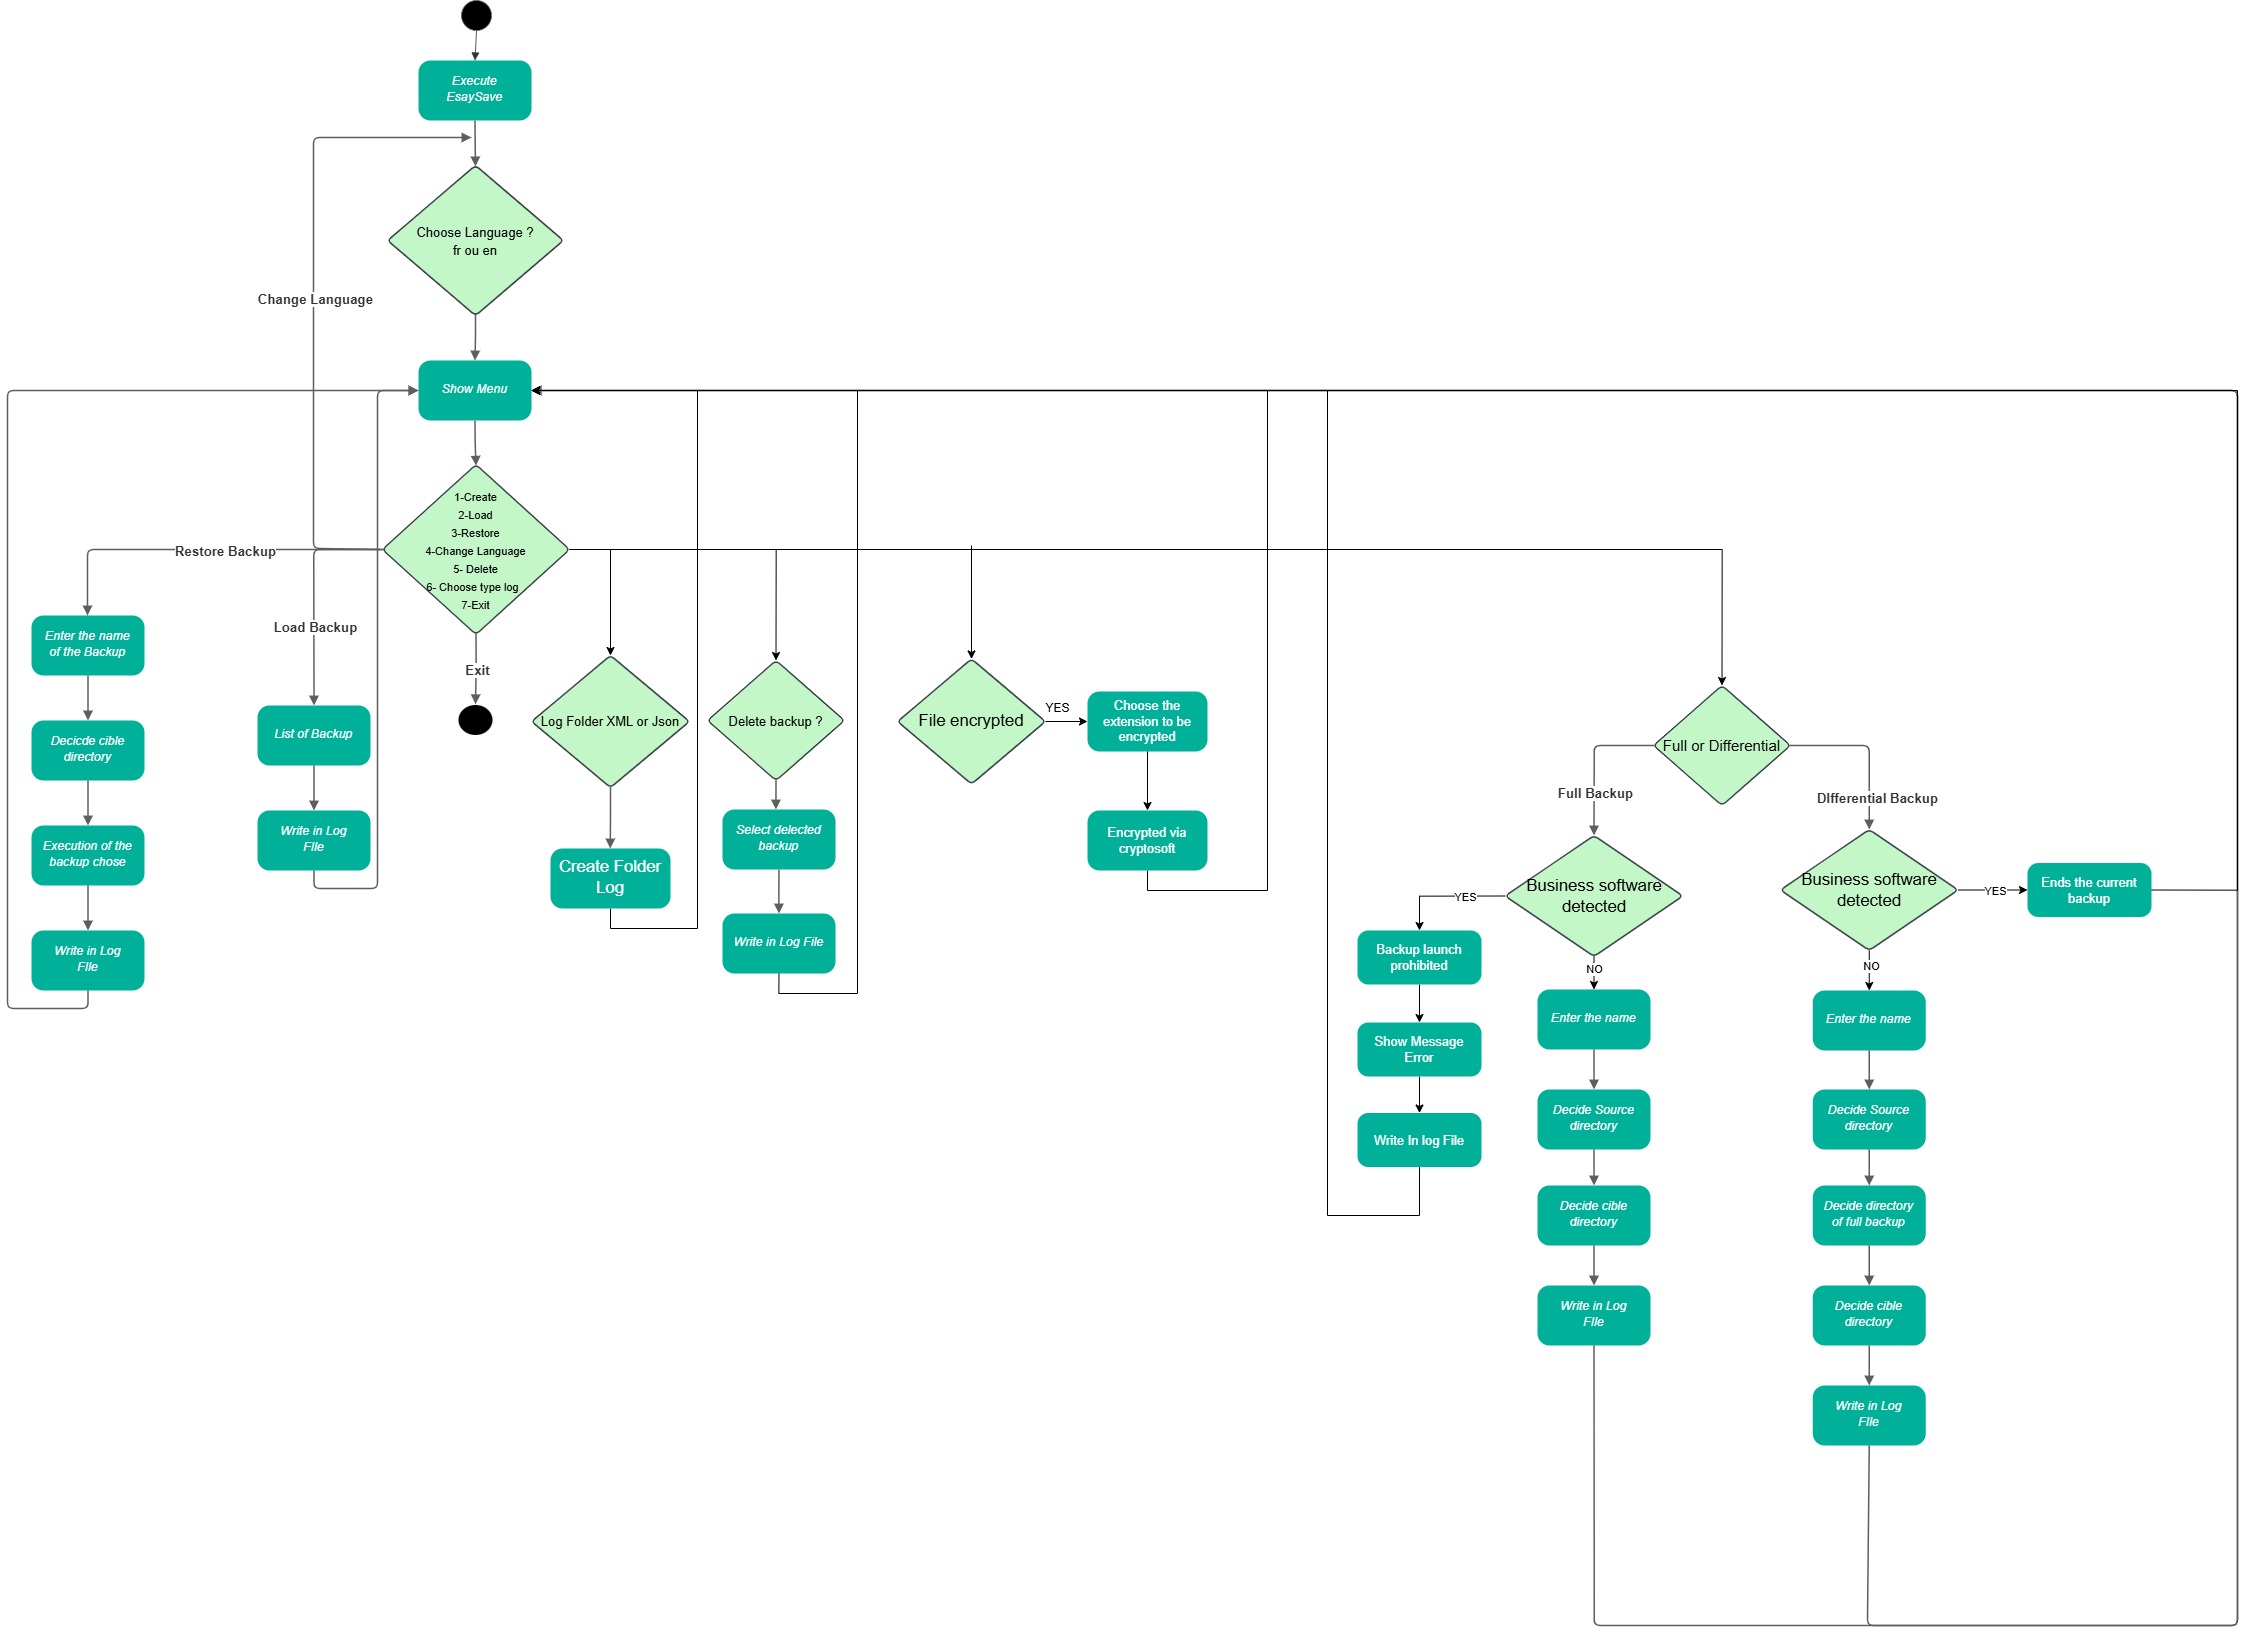 Execute
EsaySave
Choose Language ?
fr ou en
Change Language
Show Menu
1-Create
2-Load
3-Restore
4-Change Language
5- Delete
6- Choose type log
7-Exit
Restore Backup
Load Backup
Exit
Enter the name
of the Backup
Decicde cible
directory
Execution of the
backup chose
Write in Log
FIle
List of Backup
Write in Log
FIle
Log Folder XML or Json
Create Folder
Log
Delete backup ?
Select delected
backup
Write in Log File
File encrypted
YES
Choose the
extension to be
encrypted
Encrypted via
cryptosoft
Full or Differential
Full Backup
DIfferential Backup
Business software
detected
YES
Backup launch
prohibited
Show Message
Error
Write In log File
NO
Enter the name
Decide Source
directory
Decide cible
directory
Write in Log
FIle
Business software
detected
YES
Ends the current
backup
NO
Enter the name
Decide Source
directory
Decide directory
of full backup
Decide cible
directory
Write in Log
FIle